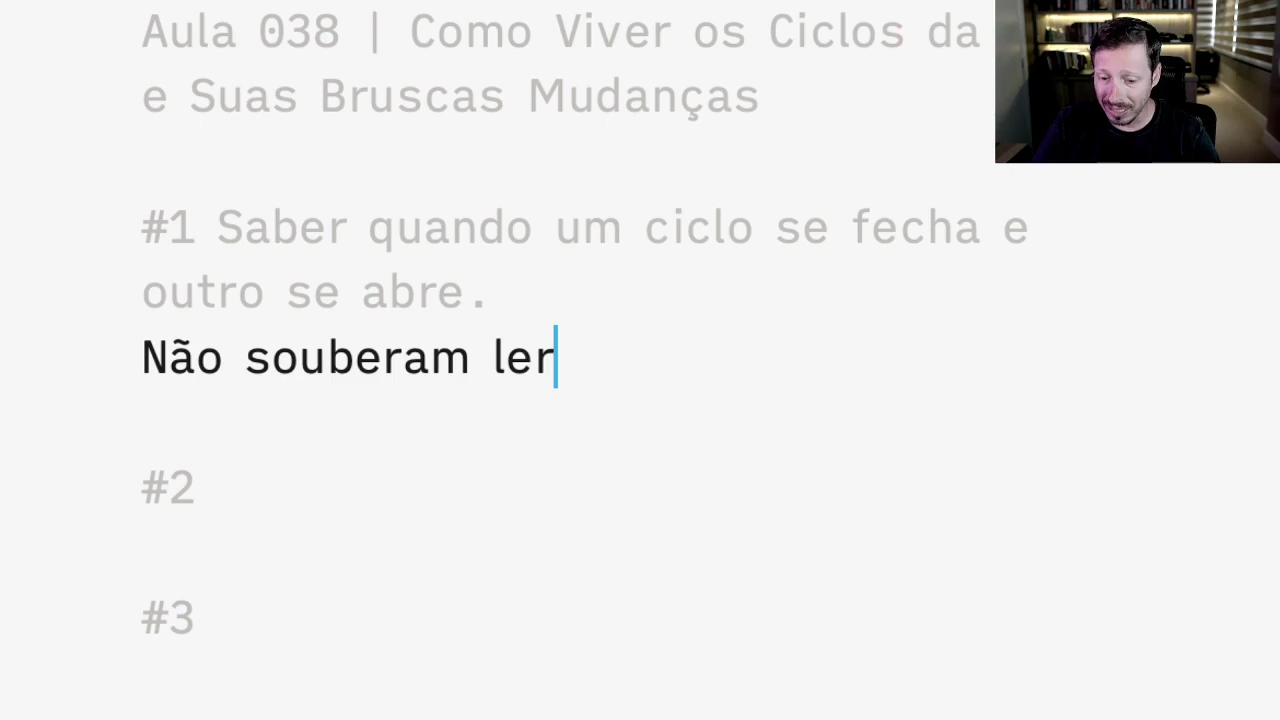 Aula 038 | Como Viver os Ciclos da
e Suas Bruscas Mudanças
#1 Saber quando um ciclo se fecha e
outro se abre.
Não souberam ler
#2
#3